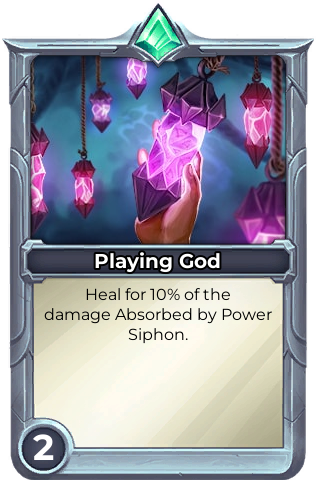 Playing God
Heal for 10% of the
damage Absorbed by Power
Siphon.
2